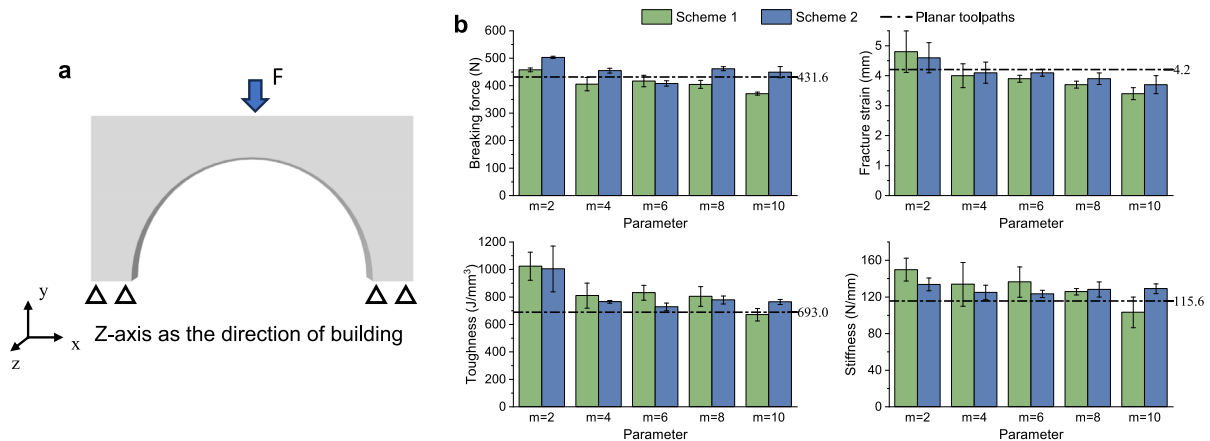 a
F
y
x
z
Z-axis as the direction of building
b
Scheme 1
Scheme 2
Planar toolpaths
Breaking force (N)
600
500
400
300
200
100
0
431.6
m=2 m=4 m=6 m=8 m=10
Parameter
Fracture strain (mm)
5
4
3
2
1
0
4.2
m=2 m=4 m=6 m=8 m=10
Parameter
Toughness (J/mm³)
1200
1000
800
600
400
200
0
693.0
m=2 m=4 m=6 m=8 m=10
Parameter
Stiffness (N/mm)
160
120
80
40
0
115.6
m=2 m=4 m=6 m=8 m=10
Parameter